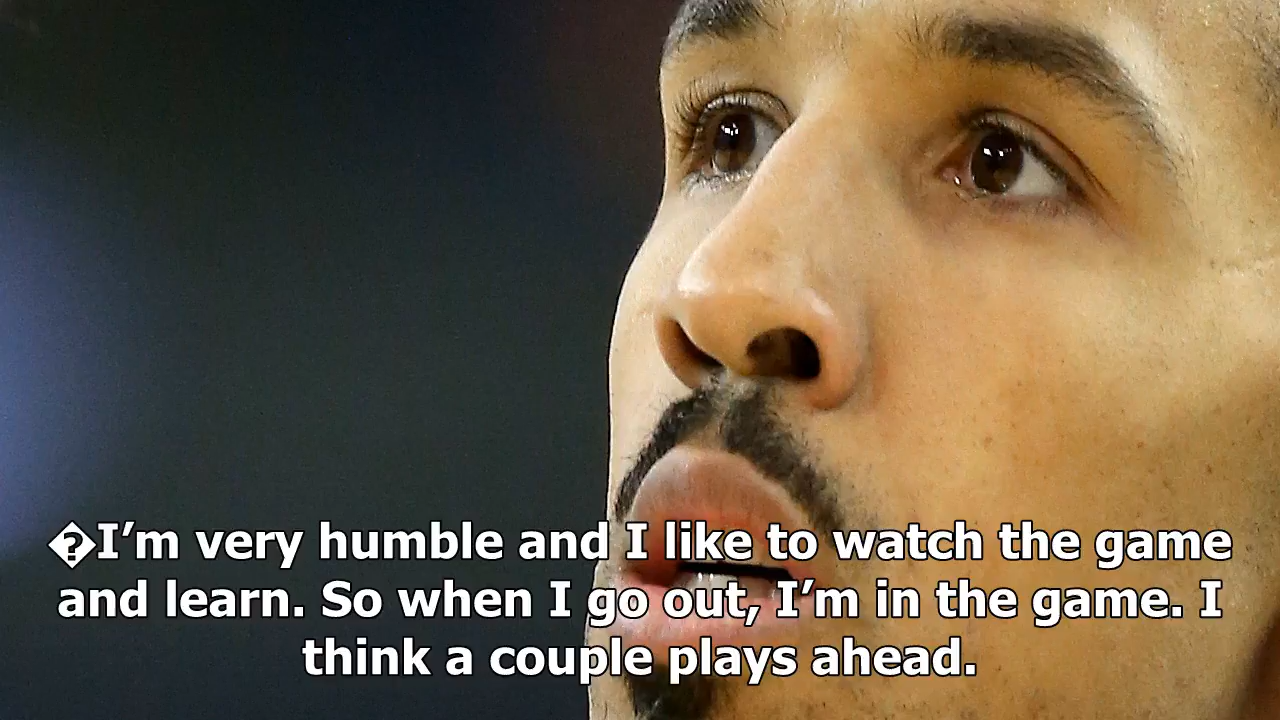 �I’m very humble and I like to watch the game
and learn. So when I go out, I’m in the game. I
think a couple plays ahead.